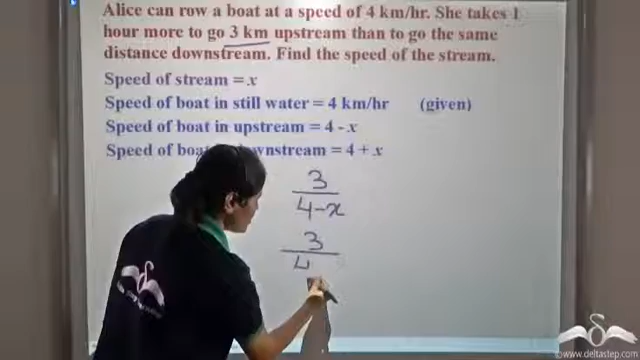 Alice can row a boat at a speed of 4 km/hr. She takes 1
hour more to go 3 km upstream than to go the same
distance downstream. Find the speed of the stream.
Speed of stream = x
Speed of boat in still water = 4 km/hr (given)
Speed of boat in upstream = 4 - x
Speed of boat downstream = 4 + x
3
4-x
3
4
© www.deltastep.com